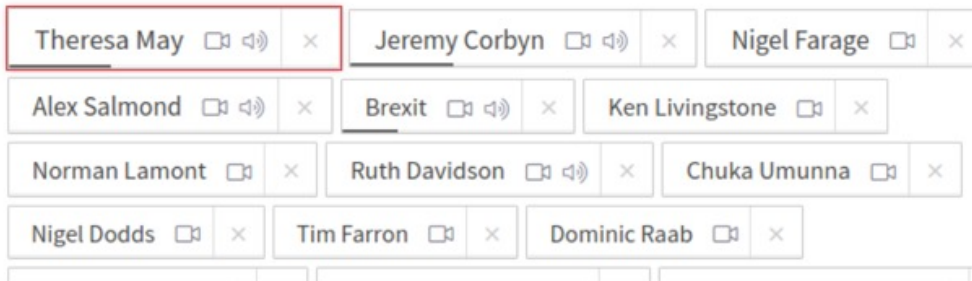 Theresa May Jeremy Corbyn Nigel Farage
Alex Salmond Brexit Ken Livingstone
Norman Lamont Ruth Davidson Chuka Umunna
Nigel Dodds Tim Farron Dominic Raab